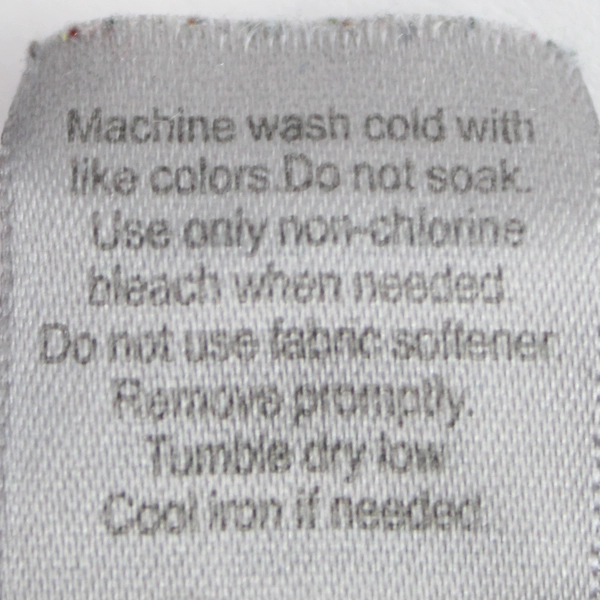 Machine wash cold with
like colors.Do not soak.
Use only non-chlorine
bleach when needed.
Do not use fabric softener.
Remove promptly.
Tumble dry low
Cool iron if needed.